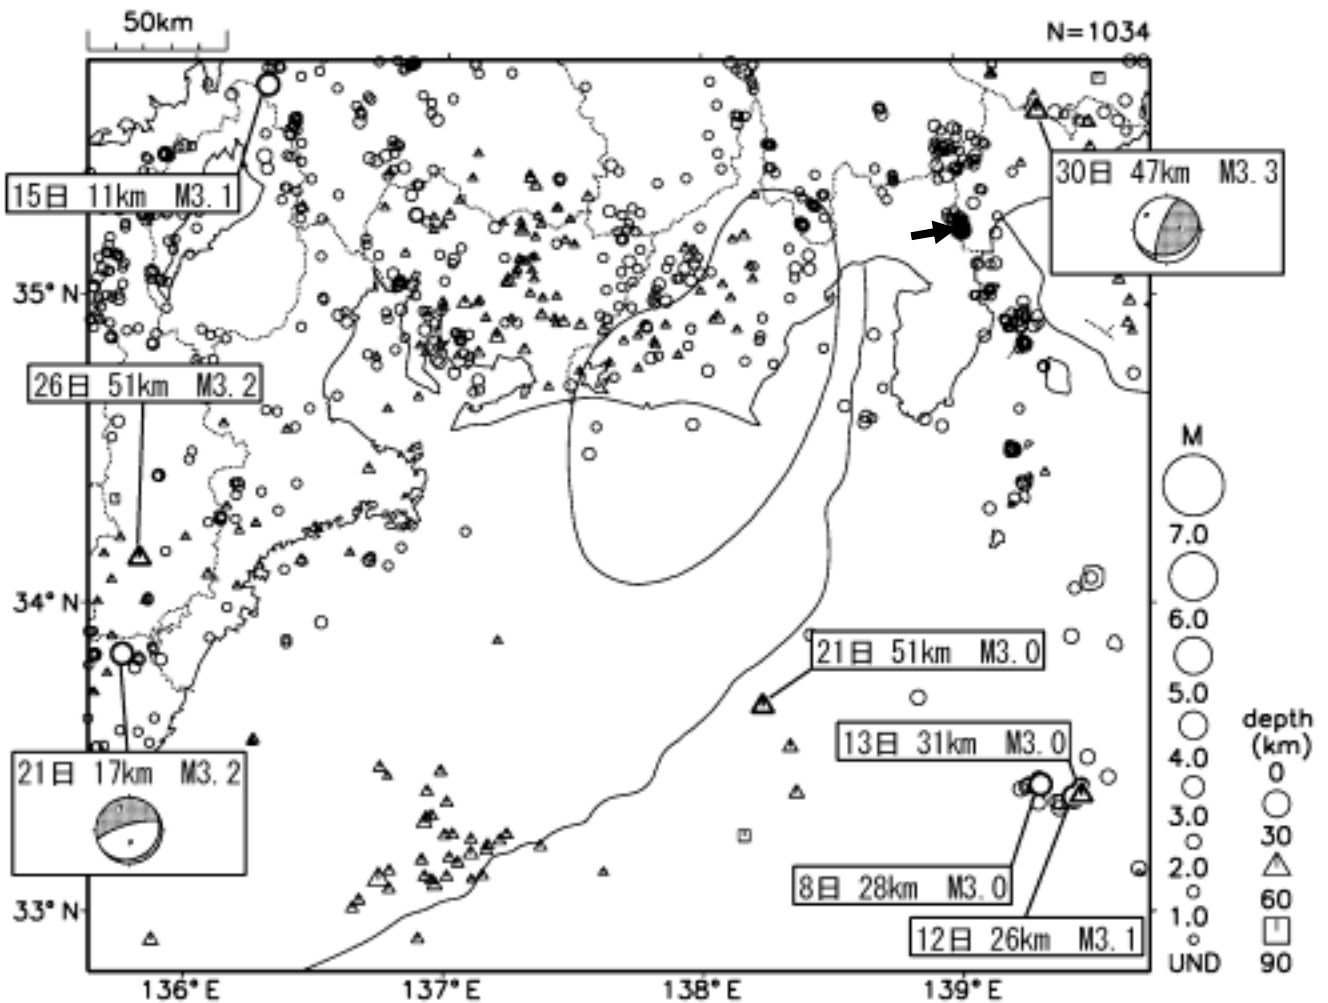 50km
N=1034
15日 11km M3.1
30日 47km M3.3
35°N
26日 51km M3.2
M
7.0
6.0
34°N
21日 51km M3.0
5.0
13日 31km M3.0
depth
(km)
21日 17km M3.2
4.0
0
3.0
30
8日 28km M3.0
2.0
60
33°N
1.0
12日 26km M3.1
UND
90
136°E
137°E
138°E
139°E